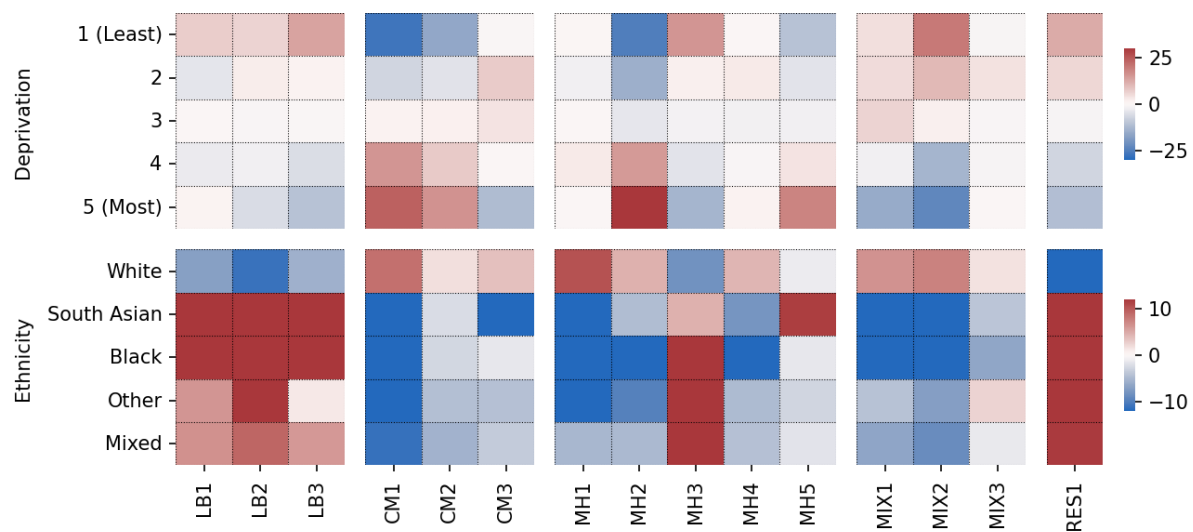 Deprivation
1 (Least)
2
3
4
5 (Most)
25
0
−25
Ethnicity
White
South Asian
Black
Other
Mixed
10
0
−10
LB1 LB2 LB3 CM1 CM2 CM3 MH1 MH2 MH3 MH4 MH5 MIX1 MIX2 MIX3 RES1